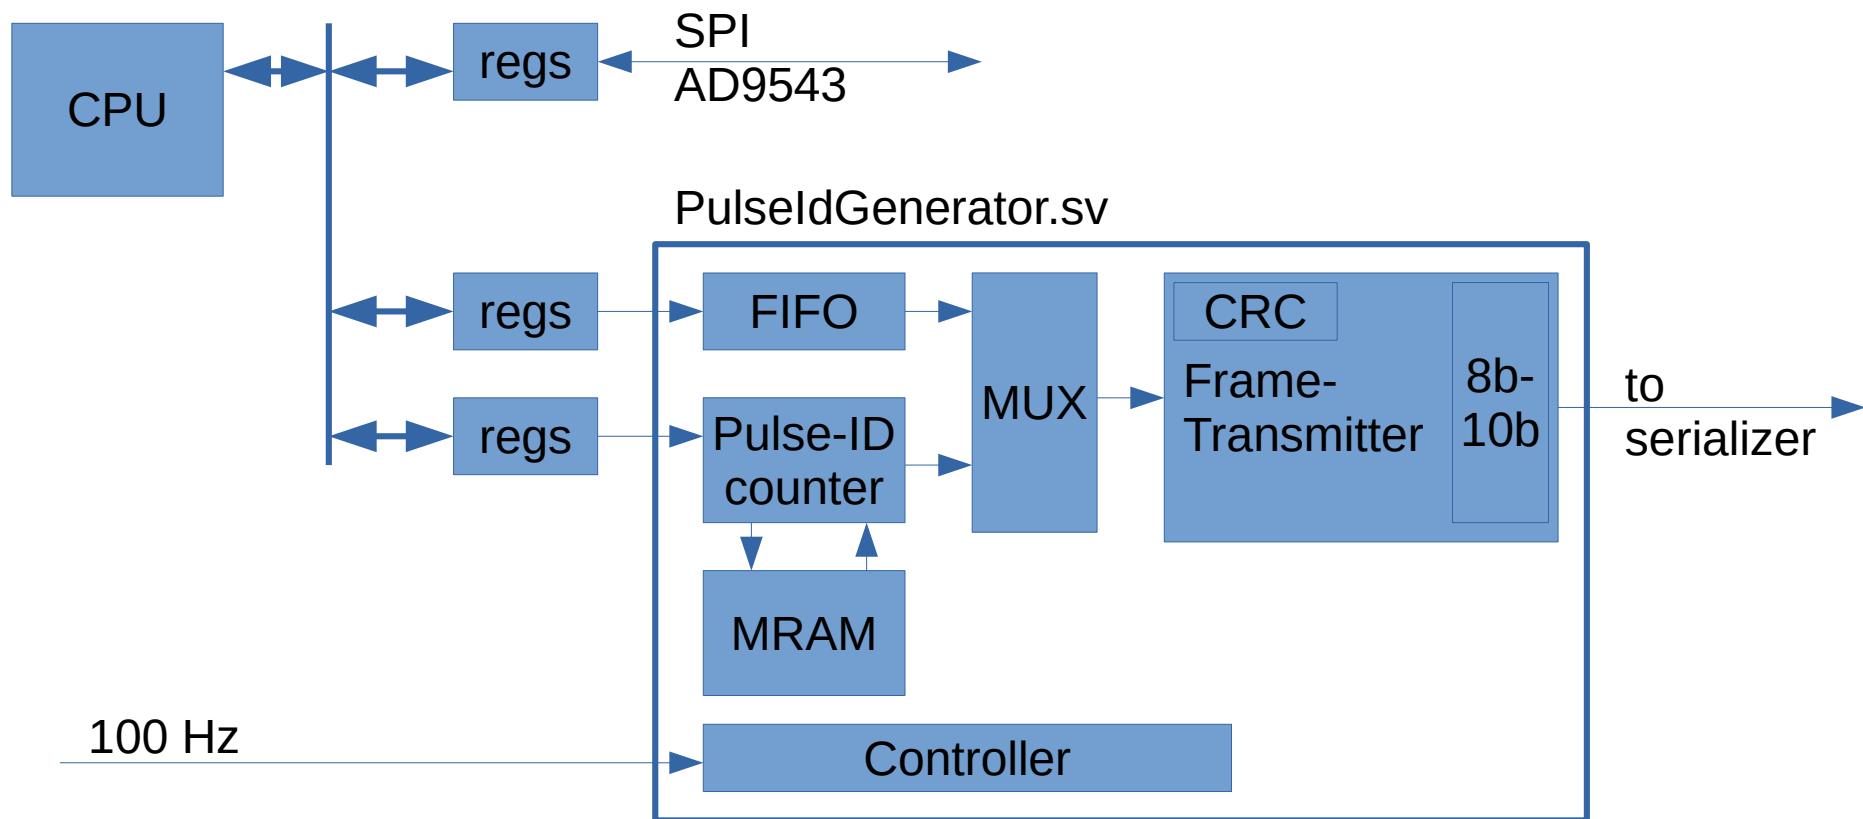 CPU
regs
SPI
AD9543
PulseIdGenerator.sv
regs
FIFO
MUX
CRC
Frame-
Transmitter
8b-
10b
to
serializer
regs
Pulse-ID
counter
MRAM
100 Hz
Controller